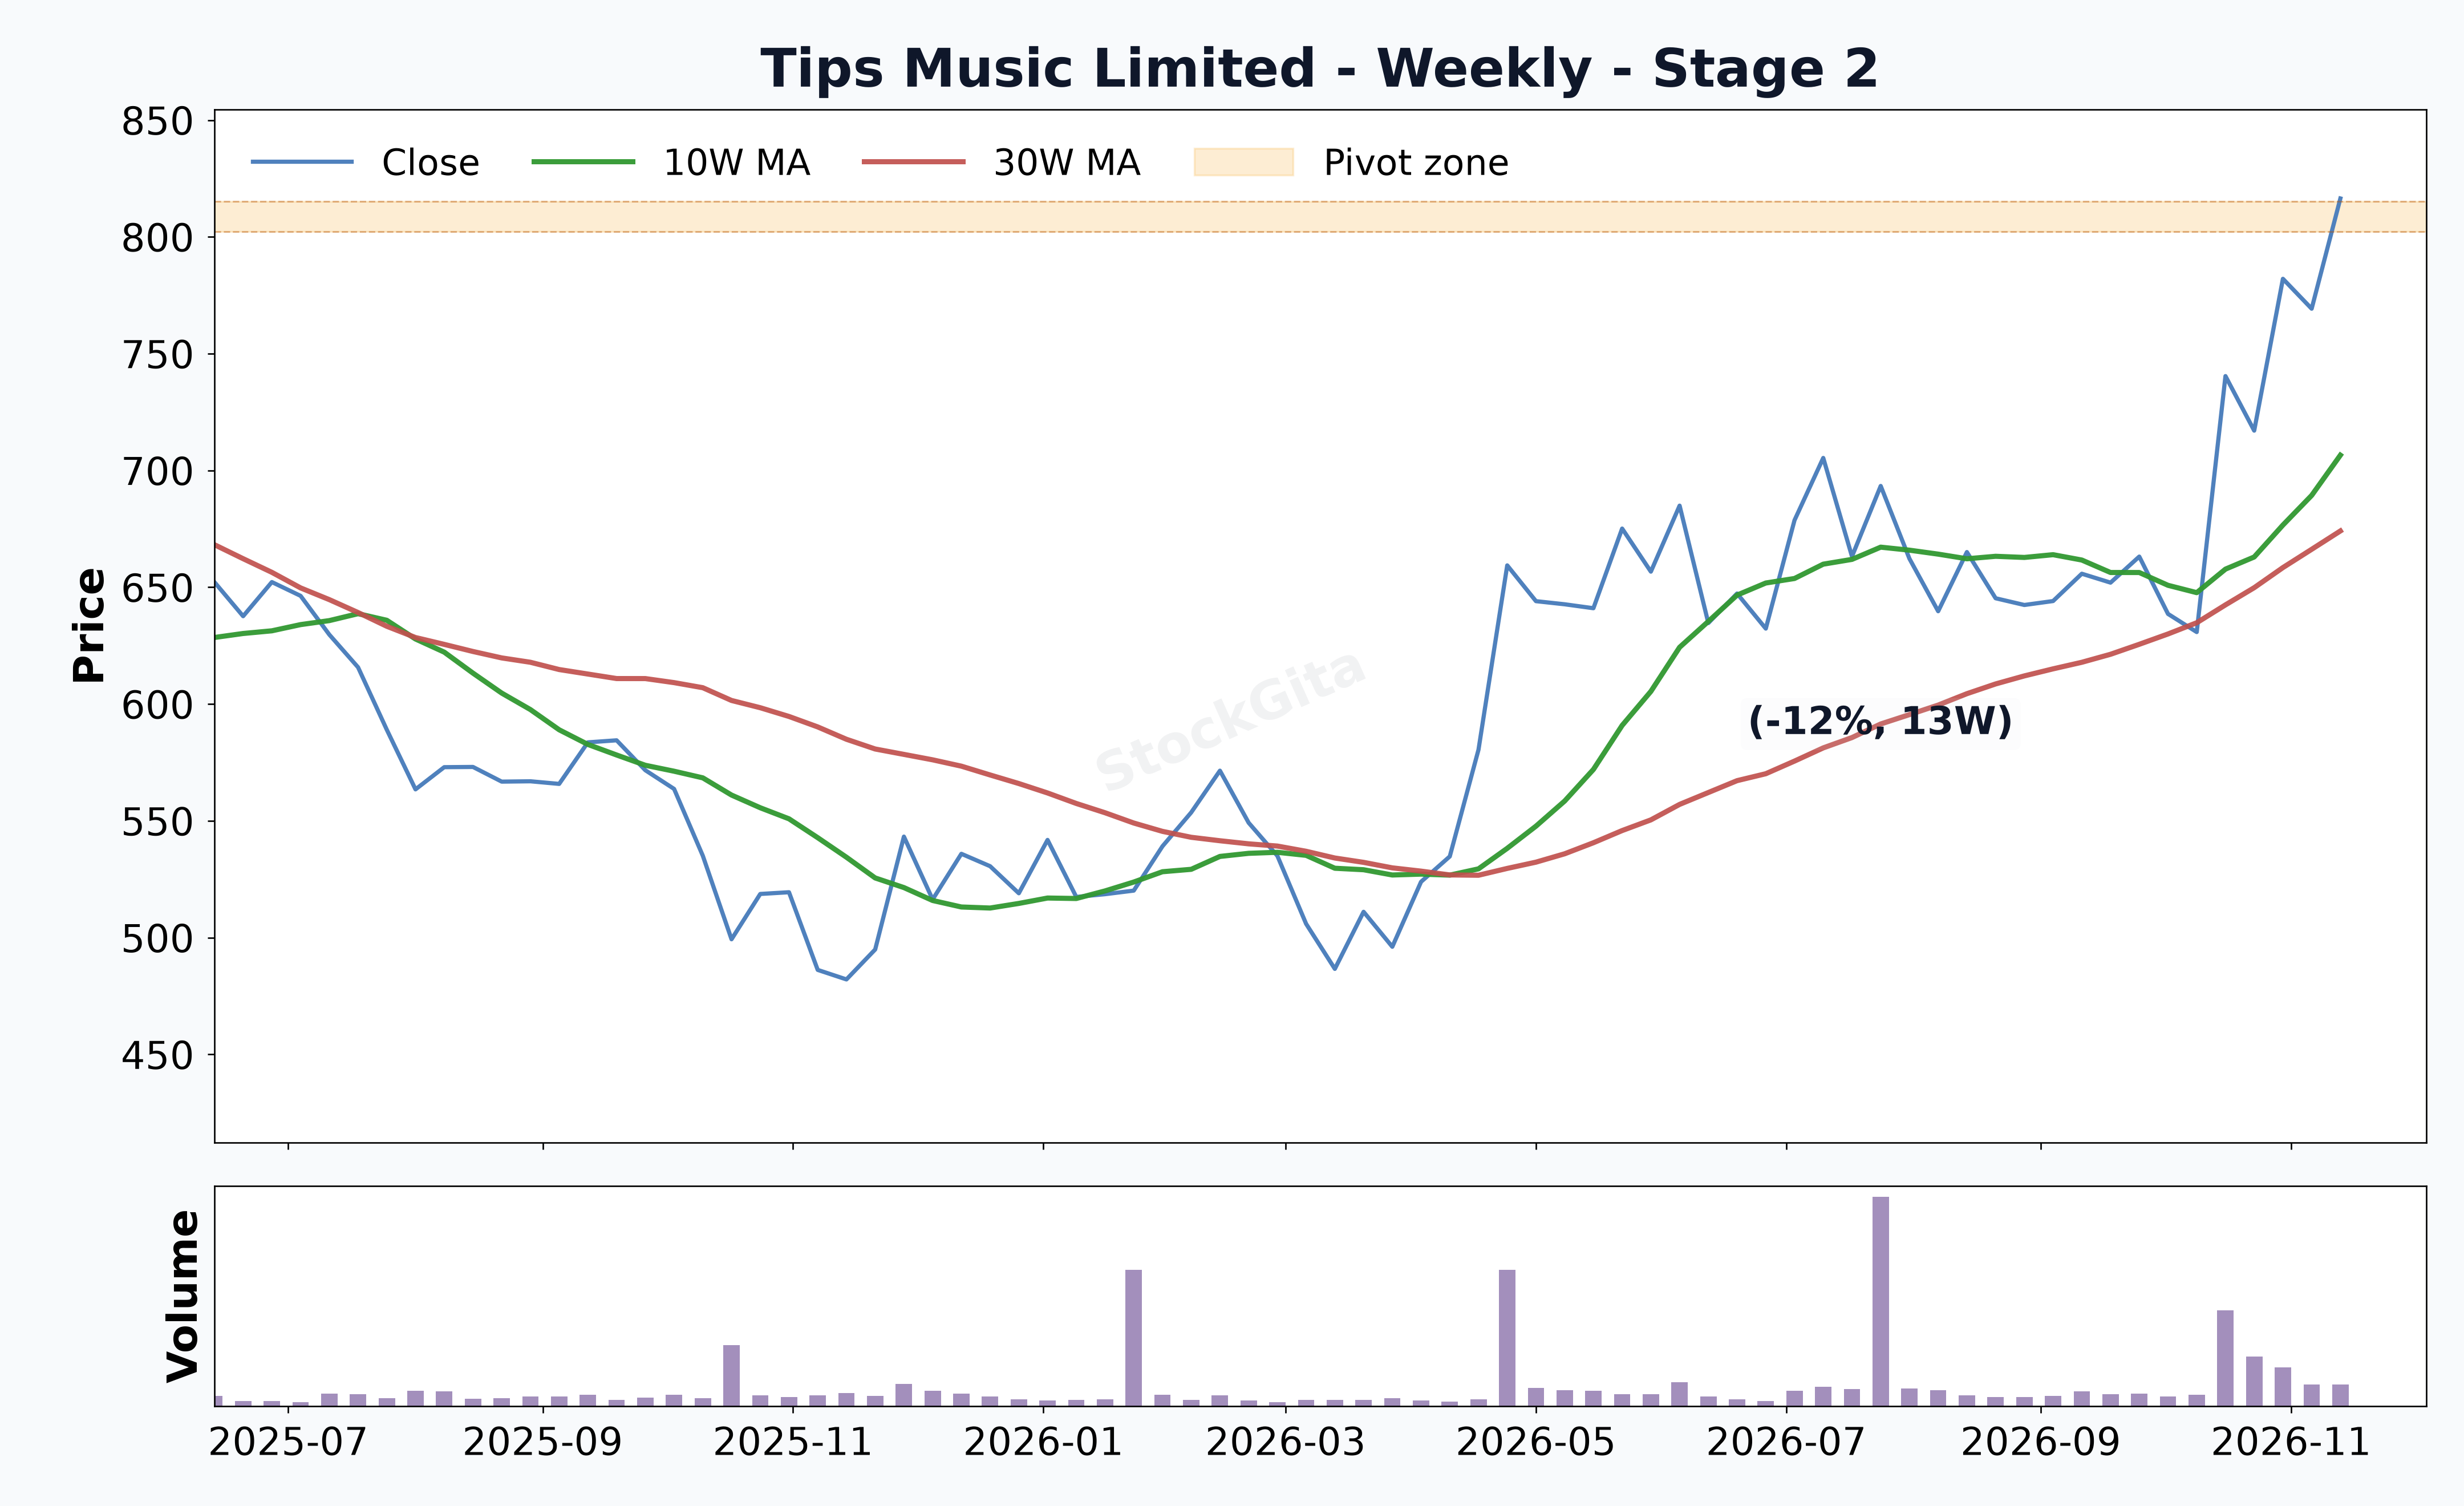 Tips Music Limited - Weekly - Stage 2
Close 10W MA 30W MA Pivot zone
850
800
750
700
650
600
550
500
450
Price
StockGita
(-12%, 13W)
Volume
2025-07 2025-09 2025-11 2026-01 2026-03 2026-05 2026-07 2026-09 2026-11